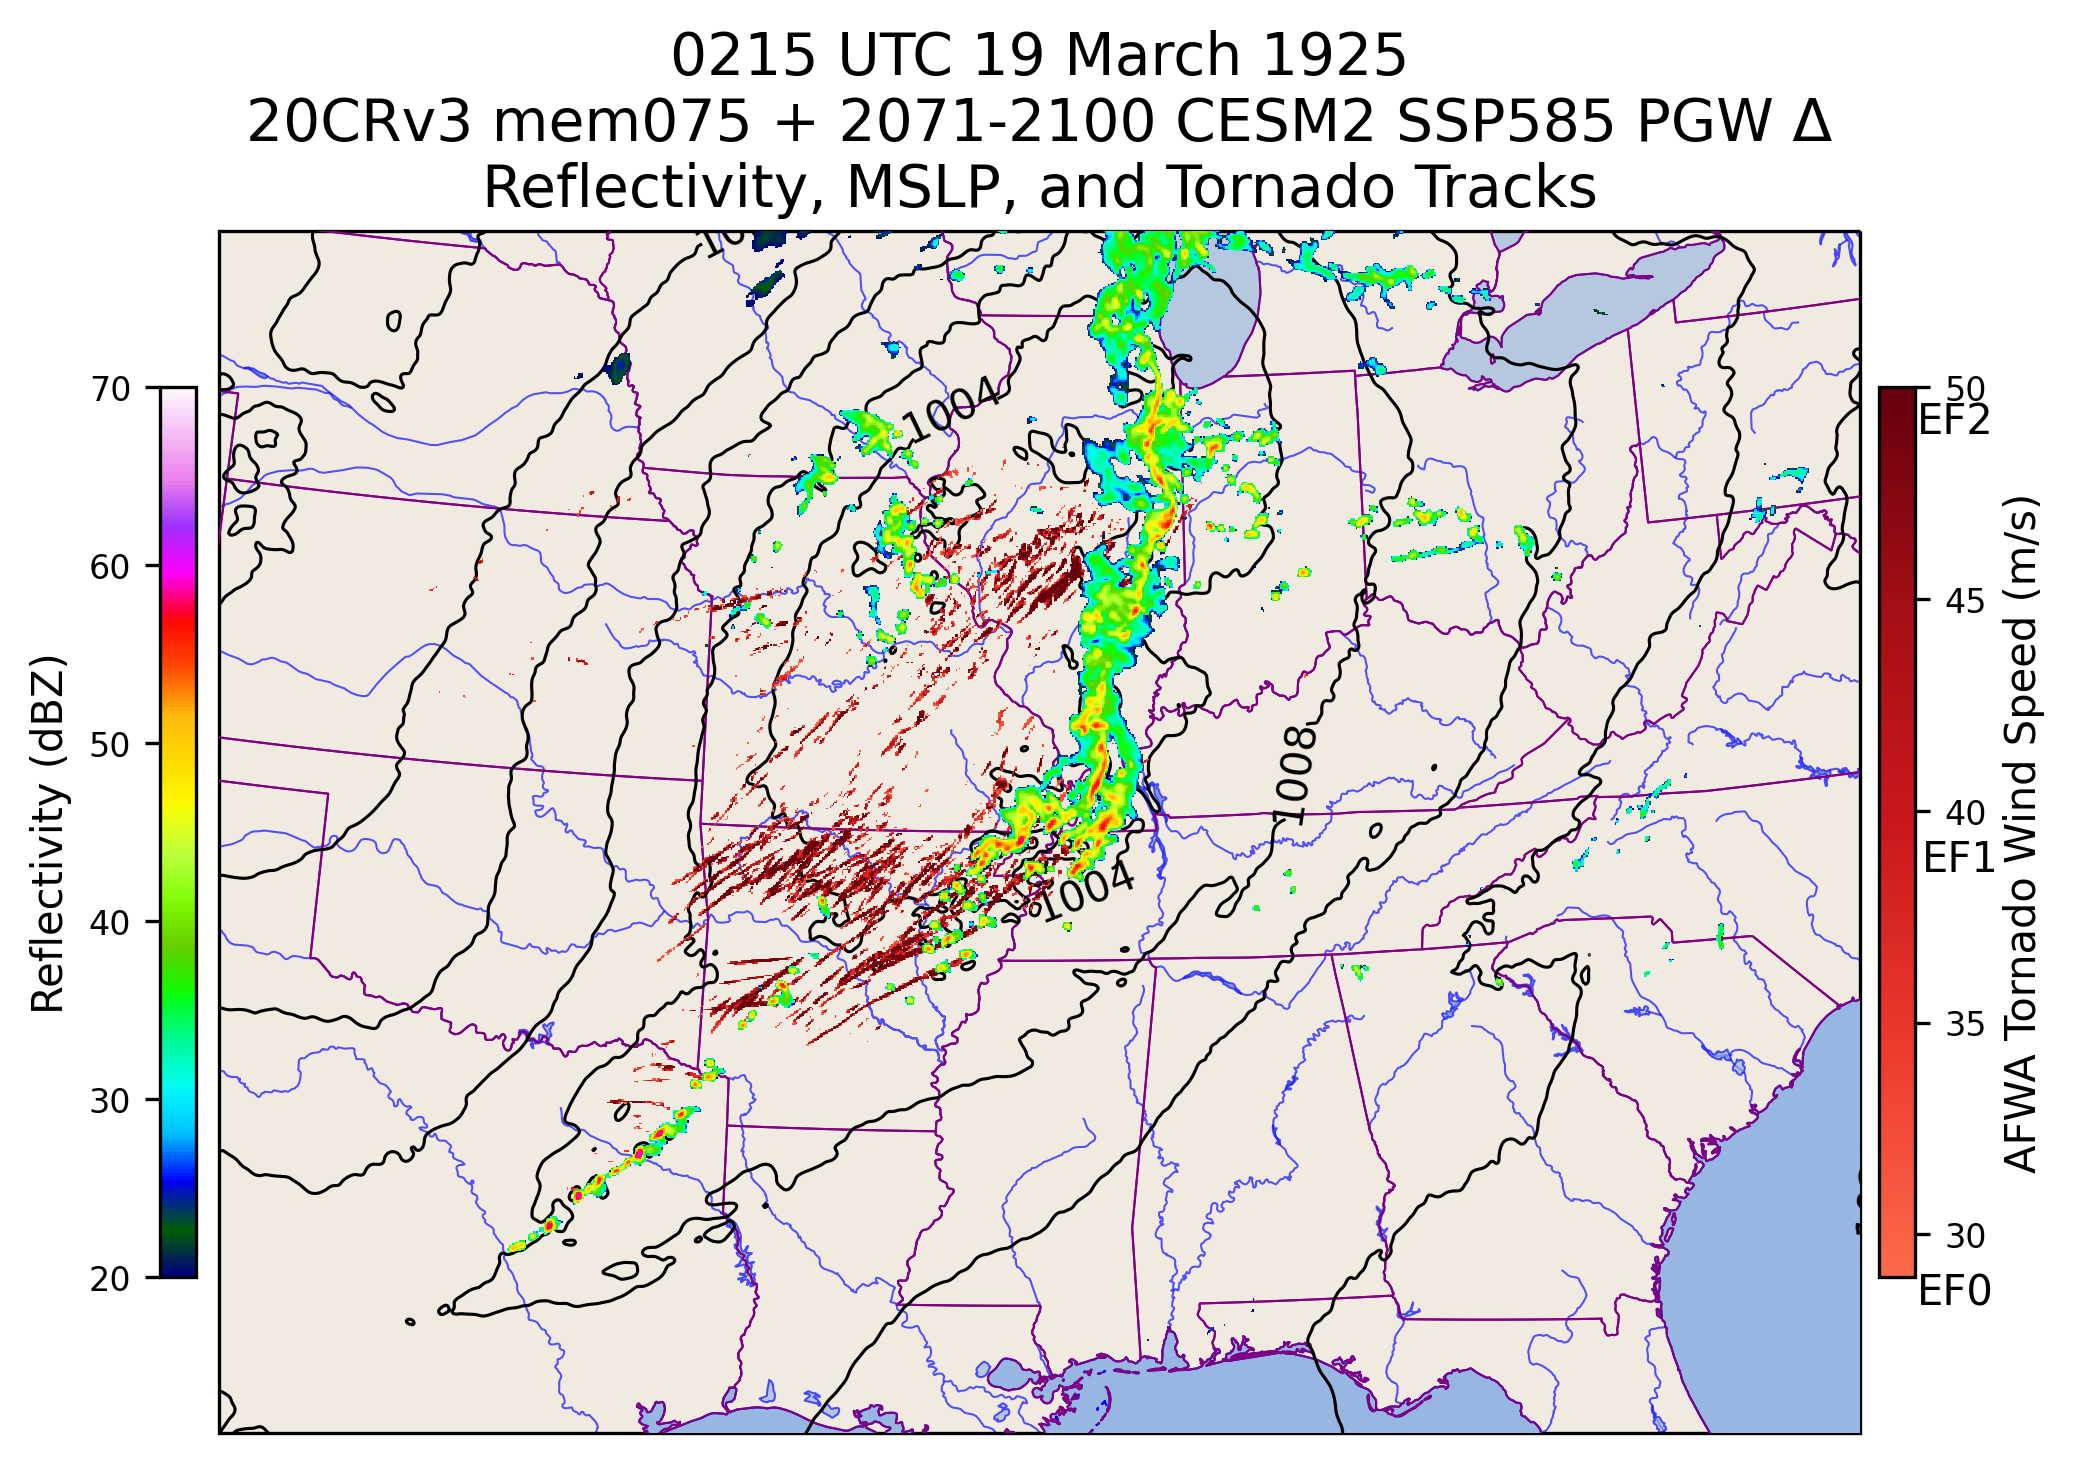 0215 UTC 19 March 1925
20CRv3 mem075 + 2071-2100 CESM2 SSP585 PGW Δ
Reflectivity, MSLP, and Tornado Tracks
70
60
50
40
30
20
Reflectivity (dBZ)
1004
1008
1004
50
EF2
45
40
EF1
35
30
EF0
AFWA Tornado Wind Speed (m/s)